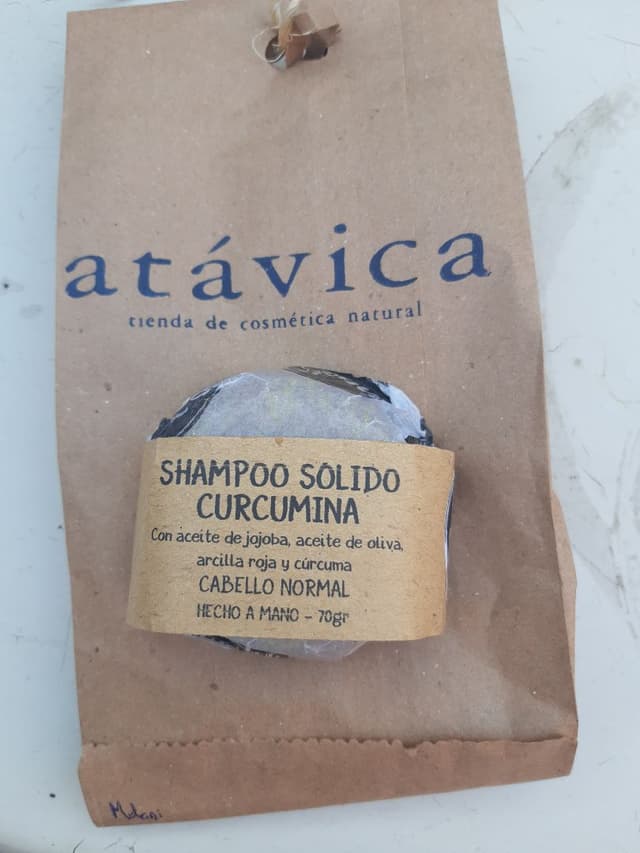 atávica
tienda de cosmética natural
SHAMPOO SOLIDO
CURCUMINA
Con aceite de jojoba, aceite de oliva,
arcilla roja y cúrcuma
CABELLO NORMAL
HECHO A MANO - 70gr